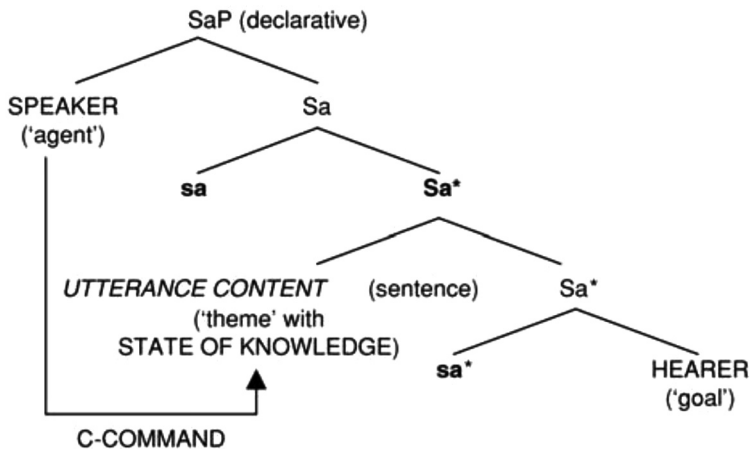 SaP (declarative)
SPEAKER
Sa
('agent')
sa
Sa*
UTTERANCE CONTENT
(sentence)
Sa*
('theme' with
STATE OF KNOWLEDGE)
sa*
HEARER
('goal')
C-COMMAND